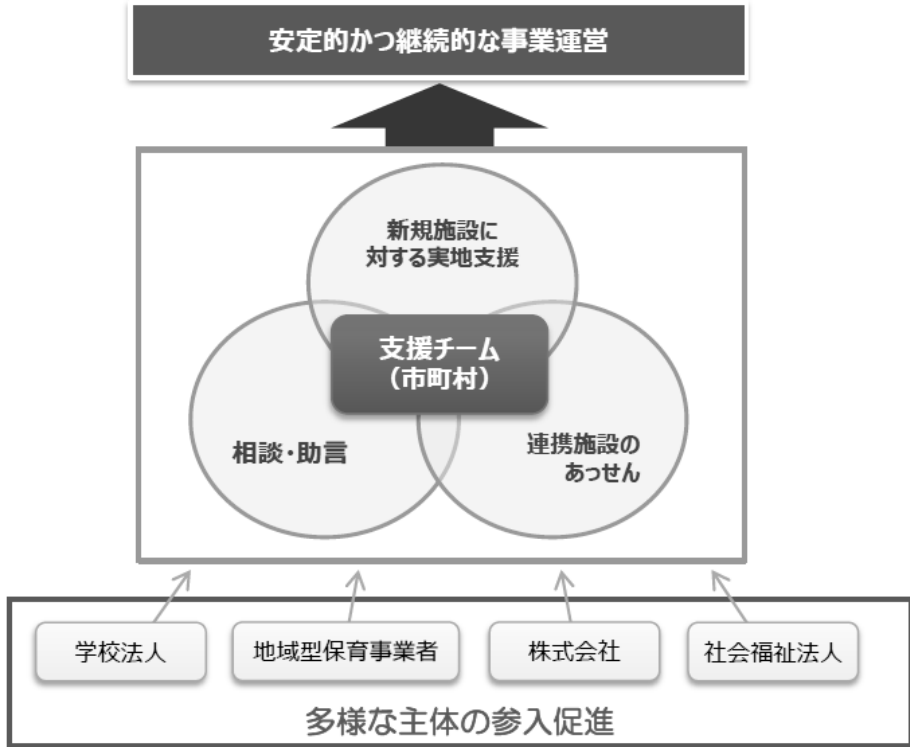 安定的かつ継続的な事業運営
新規施設に
対する実地支援
支援チーム
（市町村）
相談・助言
連携施設の
あっせん
学校法人
地域型保育事業者
株式会社
社会福祉法人
多様な主体の参入促進